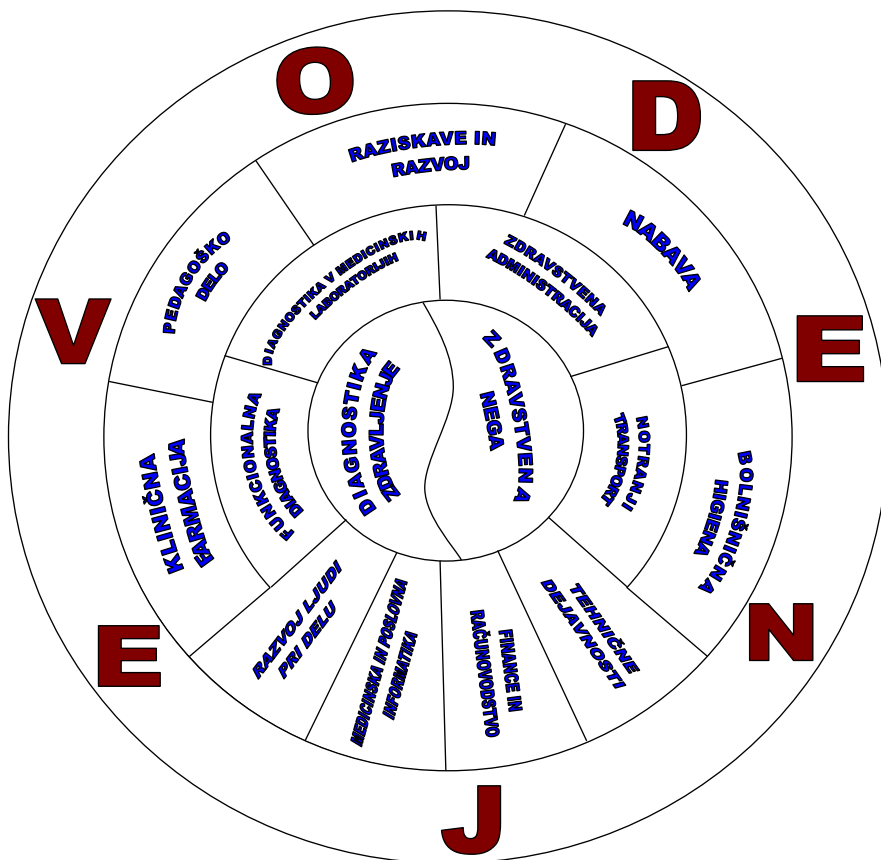 VODENJE
RAZISKAVE IN
RAZVOJ
NABAVA
BOLNIŠNIČNA
HIGIENA
TEHNIČNE
DEJAVNOSTI
FINANCE IN
RAČUNOVODSTVO
MEDICINSKA IN POSLOVNA
INFORMATIKA
RAZVOJ LJUDI
PRI DELU
KLINIČNA
FARMACIJA
PEDAGOŠKO
DELO
DIAGNOSTIKA V MEDICINSKIH
LABORATORIJIH
ZDRAVSTVENA
ADMINISTRACIJA
NOTRANJI
TRANSPORT
FUNKCIONALNA
DIAGNOSTIKA
DIAGNOSTIKA
ZDRAVLJENJE
ZDRAVSTVENA
NEGA
E